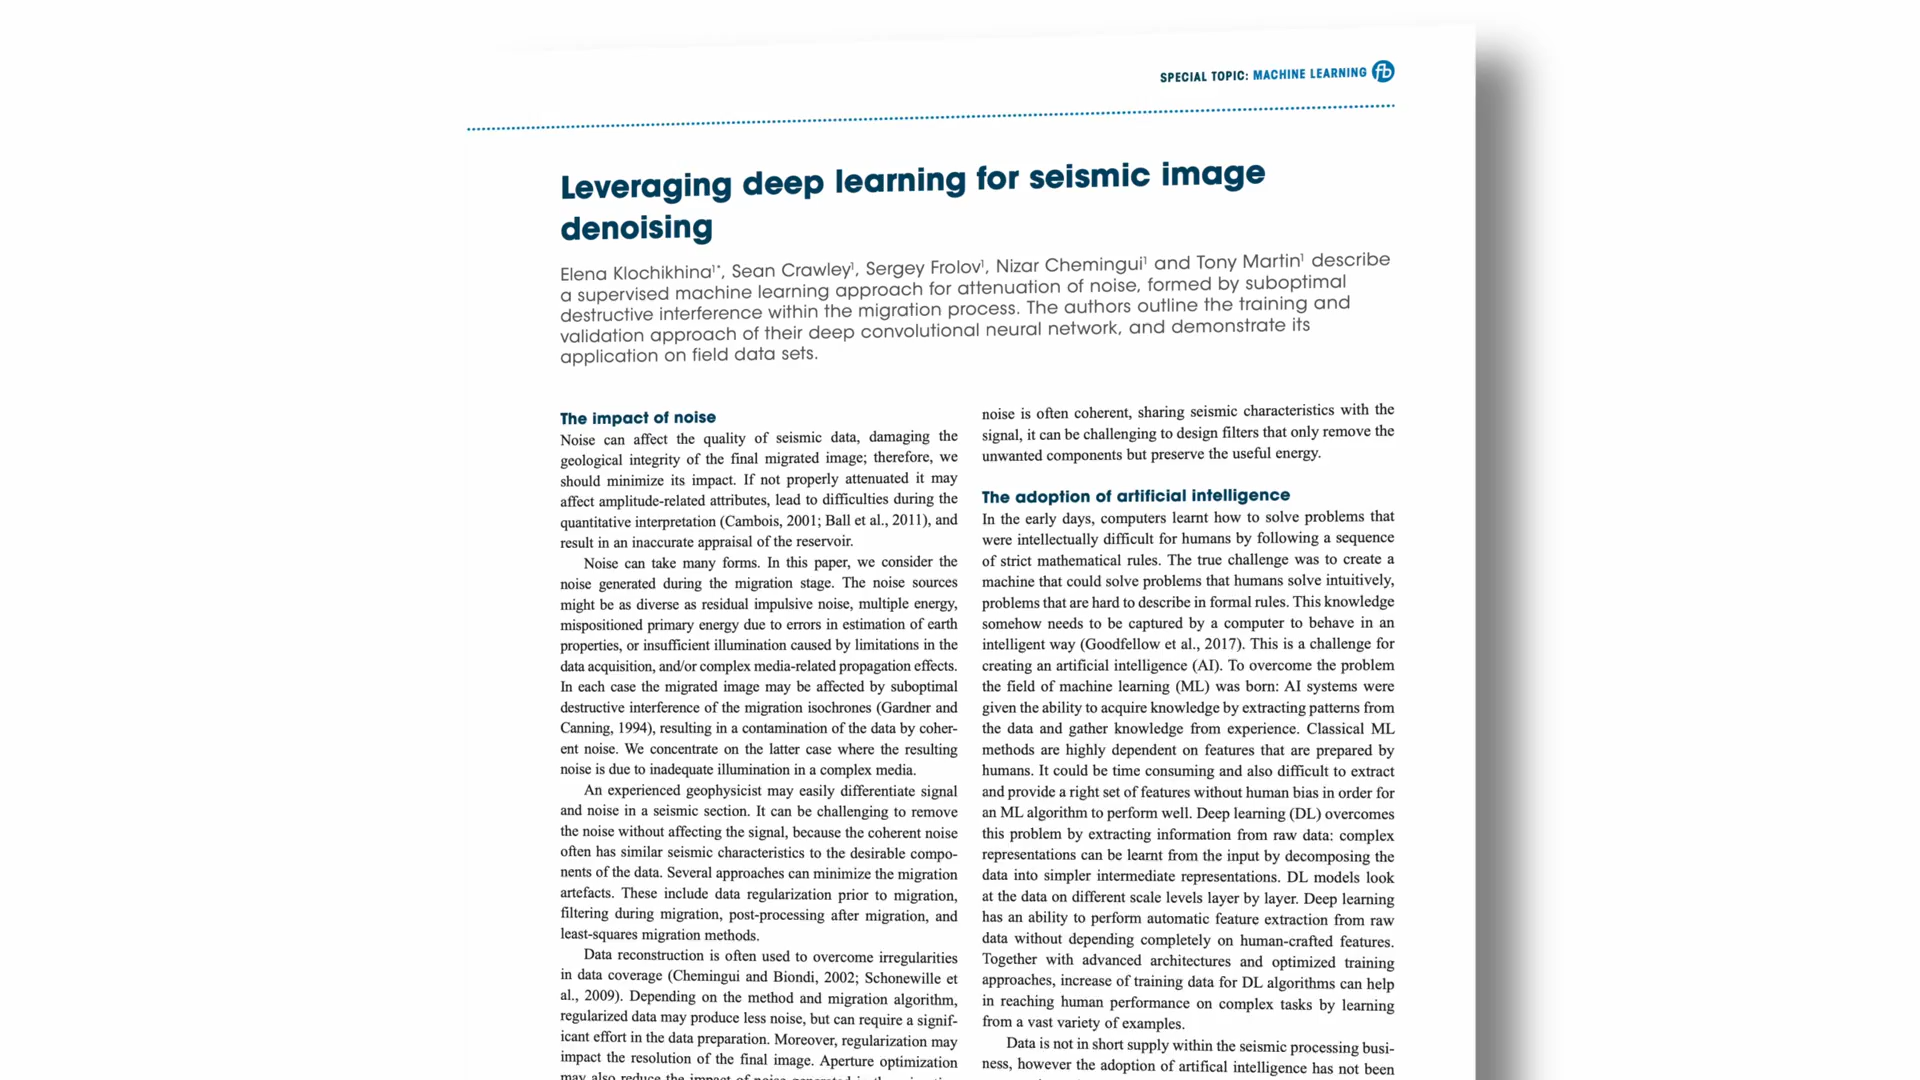 SPECIAL TOPIC: MACHINE LEARNING fb
Leveraging deep learning for seismic image
denoising
Elena Klochikhina¹*, Sean Crawley¹, Sergey Frolov¹, Nizar Chemingui¹ and Tony Martin¹ describe
a supervised machine learning approach for attenuation of noise, formed by suboptimal
destructive interference within the migration process. The authors outline the training and
validation approach of their deep convolutional neural network, and demonstrate its
application on field data sets.
The impact of noise
Noise can affect the quality of seismic data, damaging the
geological integrity of the final migrated image; therefore, we
should minimize its impact. If not properly attenuated it may
affect amplitude-related attributes, lead to difficulties during the
quantitative interpretation (Cambois, 2001; Ball et al., 2011), and
result in an inaccurate appraisal of the reservoir.
Noise can take many forms. In this paper, we consider the
noise generated during the migration stage. The noise sources
might be as diverse as residual impulsive noise, multiple energy,
mispositioned primary energy due to errors in estimation of earth
properties, or insufficient illumination caused by limitations in the
data acquisition, and/or complex media-related propagation effects.
In each case the migrated image may be affected by suboptimal
destructive interference of the migration isochrones (Gardner and
Canning, 1994), resulting in a contamination of the data by coher-
ent noise. We concentrate on the latter case where the resulting
noise is due to inadequate illumination in a complex media.
An experienced geophysicist may easily differentiate signal
and noise in a seismic section. It can be challenging to remove
the noise without affecting the signal, because the coherent noise
often has similar seismic characteristics to the desirable compo-
nents of the data. Several approaches can minimize the migration
artefacts. These include data regularization prior to migration,
filtering during migration, post-processing after migration, and
least-squares migration methods.
Data reconstruction is often used to overcome irregularities
in data coverage (Chemingui and Biondi, 2002; Schonewille et
al., 2009). Depending on the method and migration algorithm,
regularized data may produce less noise, but can require a signif-
icant effort in the data preparation. Moreover, regularization may
impact the resolution of the final image. Aperture optimization
may also reduce the impact of noise generated in the
noise is often coherent, sharing seismic characteristics with the
signal, it can be challenging to design filters that only remove the
unwanted components but preserve the useful energy.
The adoption of artificial intelligence
In the early days, computers learnt how to solve problems that
were intellectually difficult for humans by following a sequence
of strict mathematical rules. The true challenge was to create a
machine that could solve problems that humans solve intuitively,
problems that are hard to describe in formal rules. This knowledge
somehow needs to be captured by a computer to behave in an
intelligent way (Goodfellow et al., 2017). This is a challenge for
creating an artificial intelligence (AI). To overcome the problem
the field of machine learning (ML) was born: AI systems were
given the ability to acquire knowledge by extracting patterns from
the data and gather knowledge from experience. Classical ML
methods are highly dependent on features that are prepared by
humans. It could be time consuming and also difficult to extract
and provide a right set of features without human bias in order for
an ML algorithm to perform well. Deep learning (DL) overcomes
this problem by extracting information from raw data: complex
representations can be learnt from the input by decomposing the
data into simpler intermediate representations. DL models look
at the data on different scale levels layer by layer. Deep learning
has an ability to perform automatic feature extraction from raw
data without depending completely on human-crafted features.
Together with advanced architectures and optimized training
approaches, increase of training data for DL algorithms can help
in reaching human performance on complex tasks by learning
from a vast variety of examples.
Data is not in short supply within the seismic processing busi-
ness, however the adoption of artifical intelligence has not been